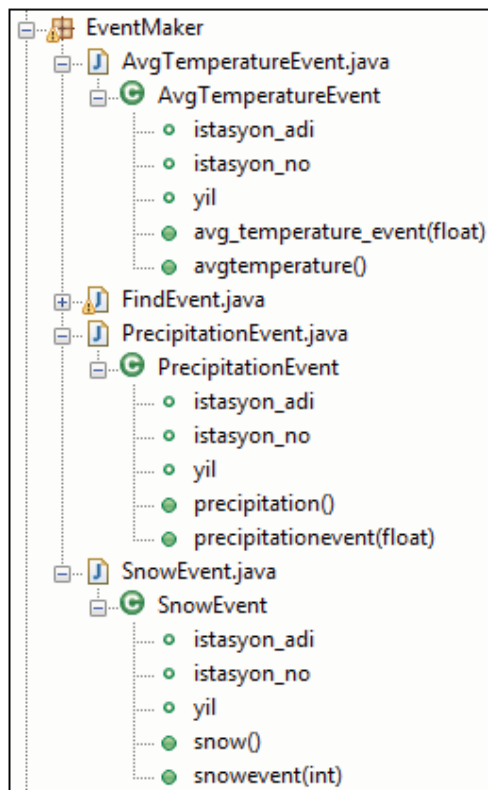 EventMaker
AvgTemperatureEvent.java
AvgTemperatureEvent
istasyon_adi
istasyon_no
yil
avg_temperature_event(float)
avgtemperature()
FindEvent.java
PrecipitationEvent.java
PrecipitationEvent
istasyon_adi
istasyon_no
yil
precipitation()
precipitationevent(float)
SnowEvent.java
SnowEvent
istasyon_adi
istasyon_no
yil
snow()
snowevent(int)